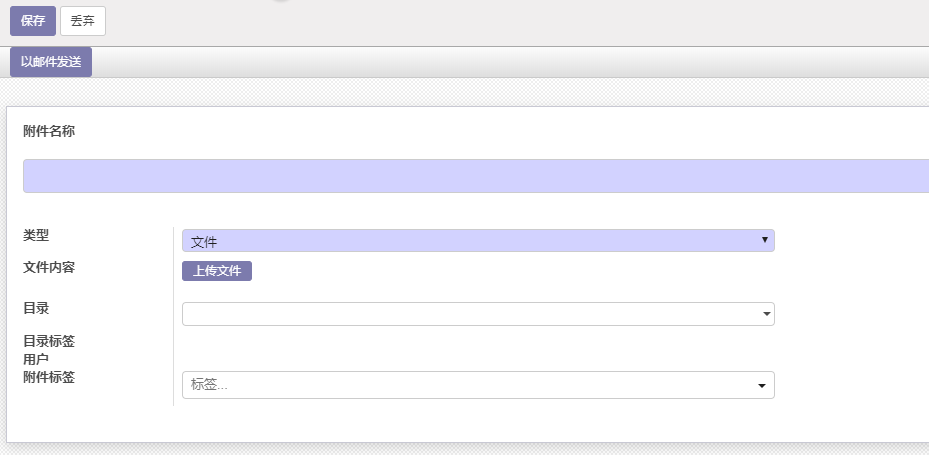 保存 丢弃
以邮件发送
附件名称
类型 文件
文件内容 上传文件
目录
目录标签
用户
附件标签 标签...